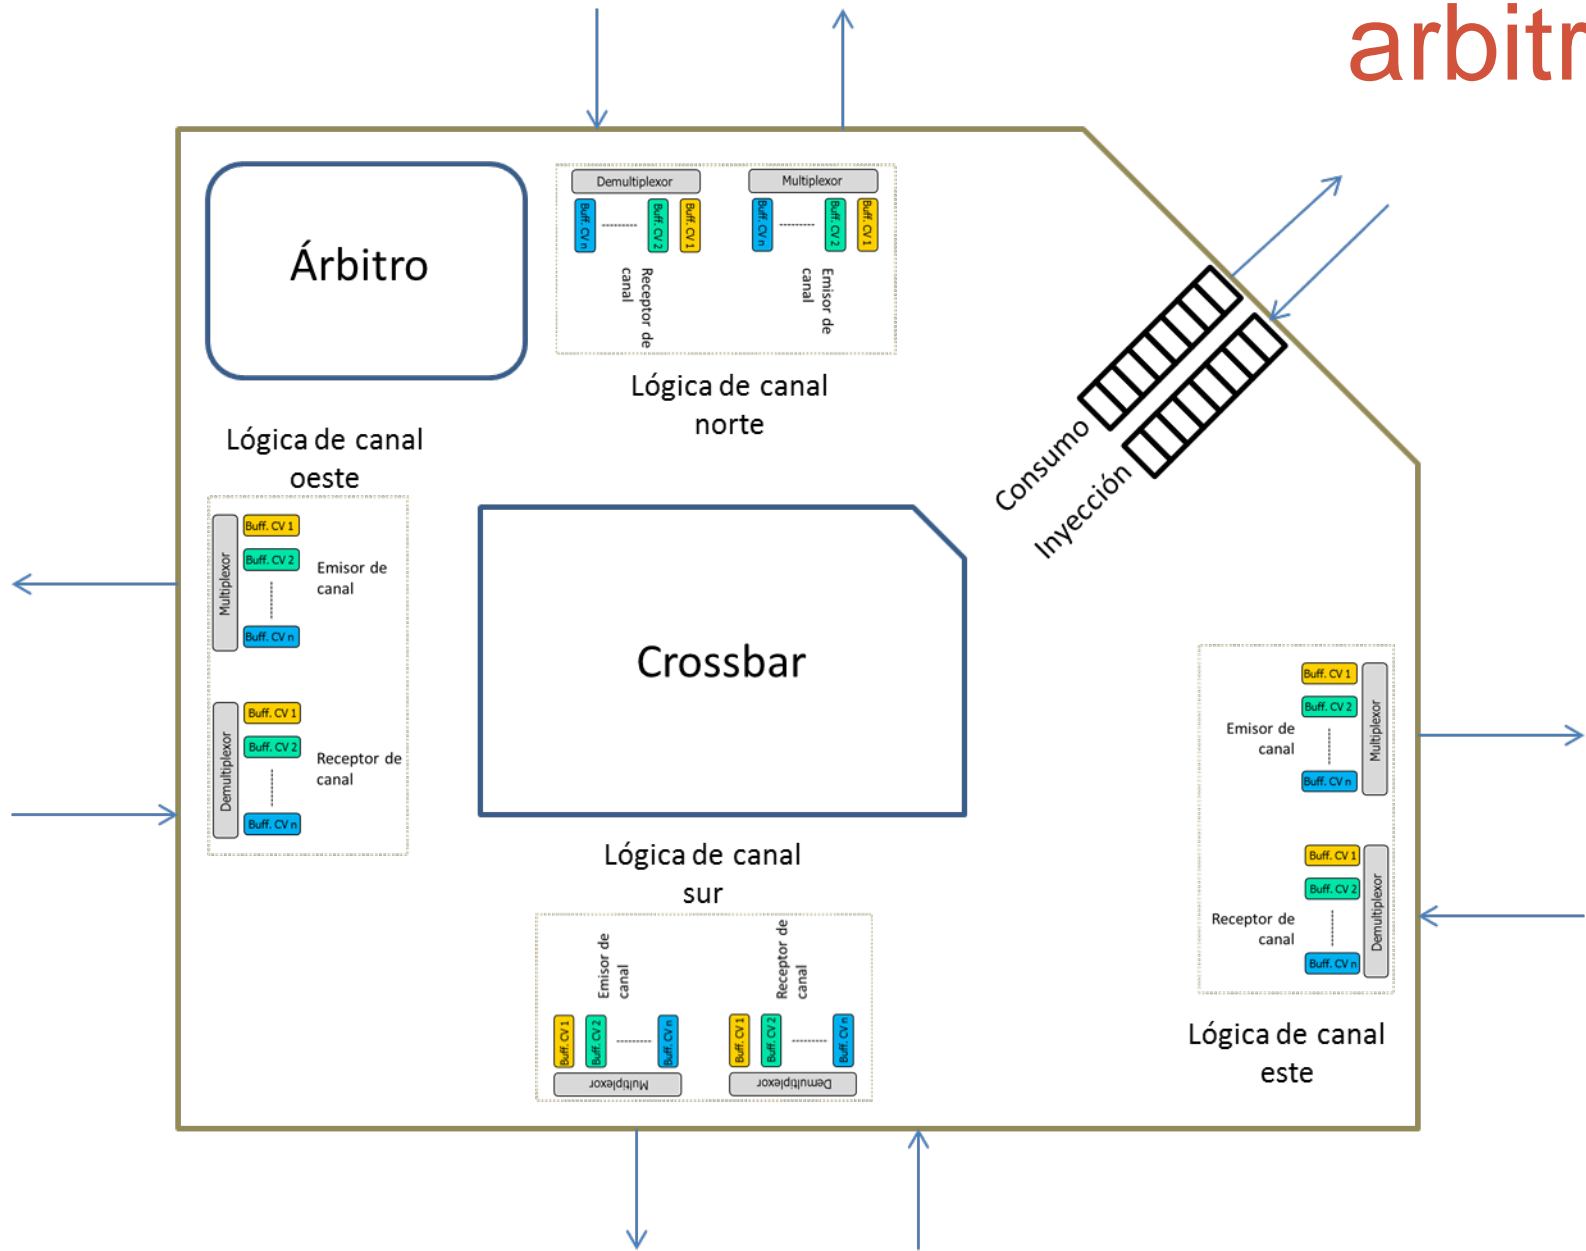 arbitr
Árbitro
Demultiplexor
Buff. CV n
Buff. CV 2
Buff. CV 1
Receptor de
canal
Multiplexor
Buff. CV n
Buff. CV 2
Buff. CV 1
Emisor de
canal
Lógica de canal
norte
Consumo
Inyección
Lógica de canal
oeste
Multiplexor
Buff. CV 1
Buff. CV 2
Buff. CV n
Emisor de
canal
Demultiplexor
Buff. CV 1
Buff. CV 2
Buff. CV n
Receptor de
canal
Crossbar
Buff. CV 1
Buff. CV 2
Buff. CV n
Multiplexor
Emisor de
canal
Buff. CV 1
Buff. CV 2
Buff. CV n
Demultiplexor
Receptor de
canal
Lógica de canal
este
Lógica de canal
sur
Emisor de
canal
Buff. CV 1
Buff. CV 2
Buff. CV n
Multiplexor
Receptor de
canal
Buff. CV 1
Buff. CV 2
Buff. CV n
Demultiplexor